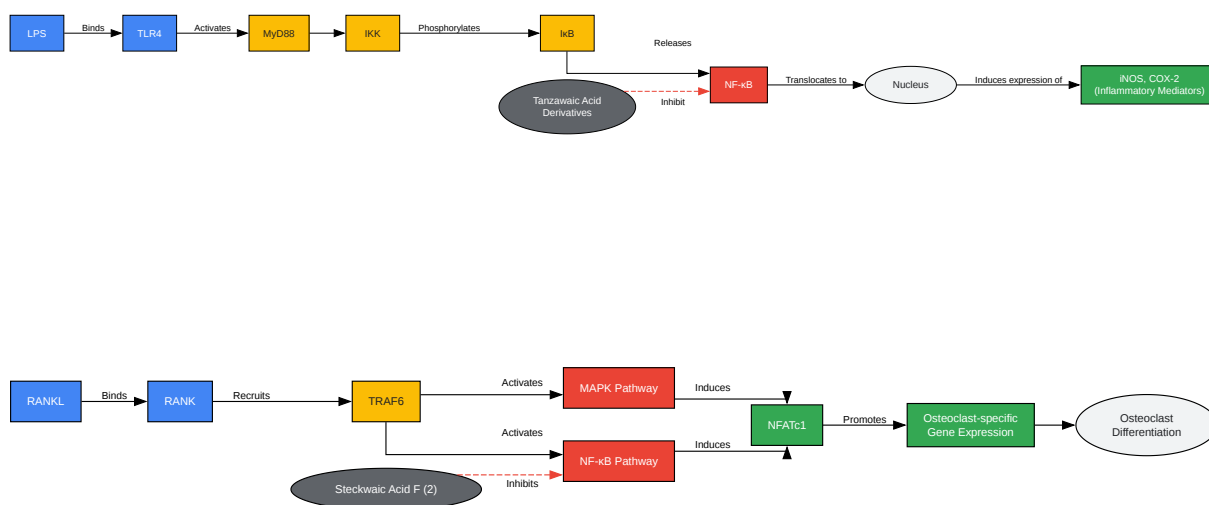 LPS
Binds
TLR4
Activates
MyD88
IKK
Phosphorylates
IκB
Releases
NF-κB
Tanzawaic Acid
Derivatives
Inhibit
Translocates to
Nucleus
Induces expression of
iNOS, COX-2
(Inflammatory Mediators)
RANKL
Binds
RANK
Recruits
TRAF6
Activates
MAPK Pathway
Induces
Activates
NF-κB Pathway
Induces
Steckwaic Acid F (2)
Inhibits
NFATc1
Promotes
Osteoclast-specific
Gene Expression
Osteoclast
Differentiation